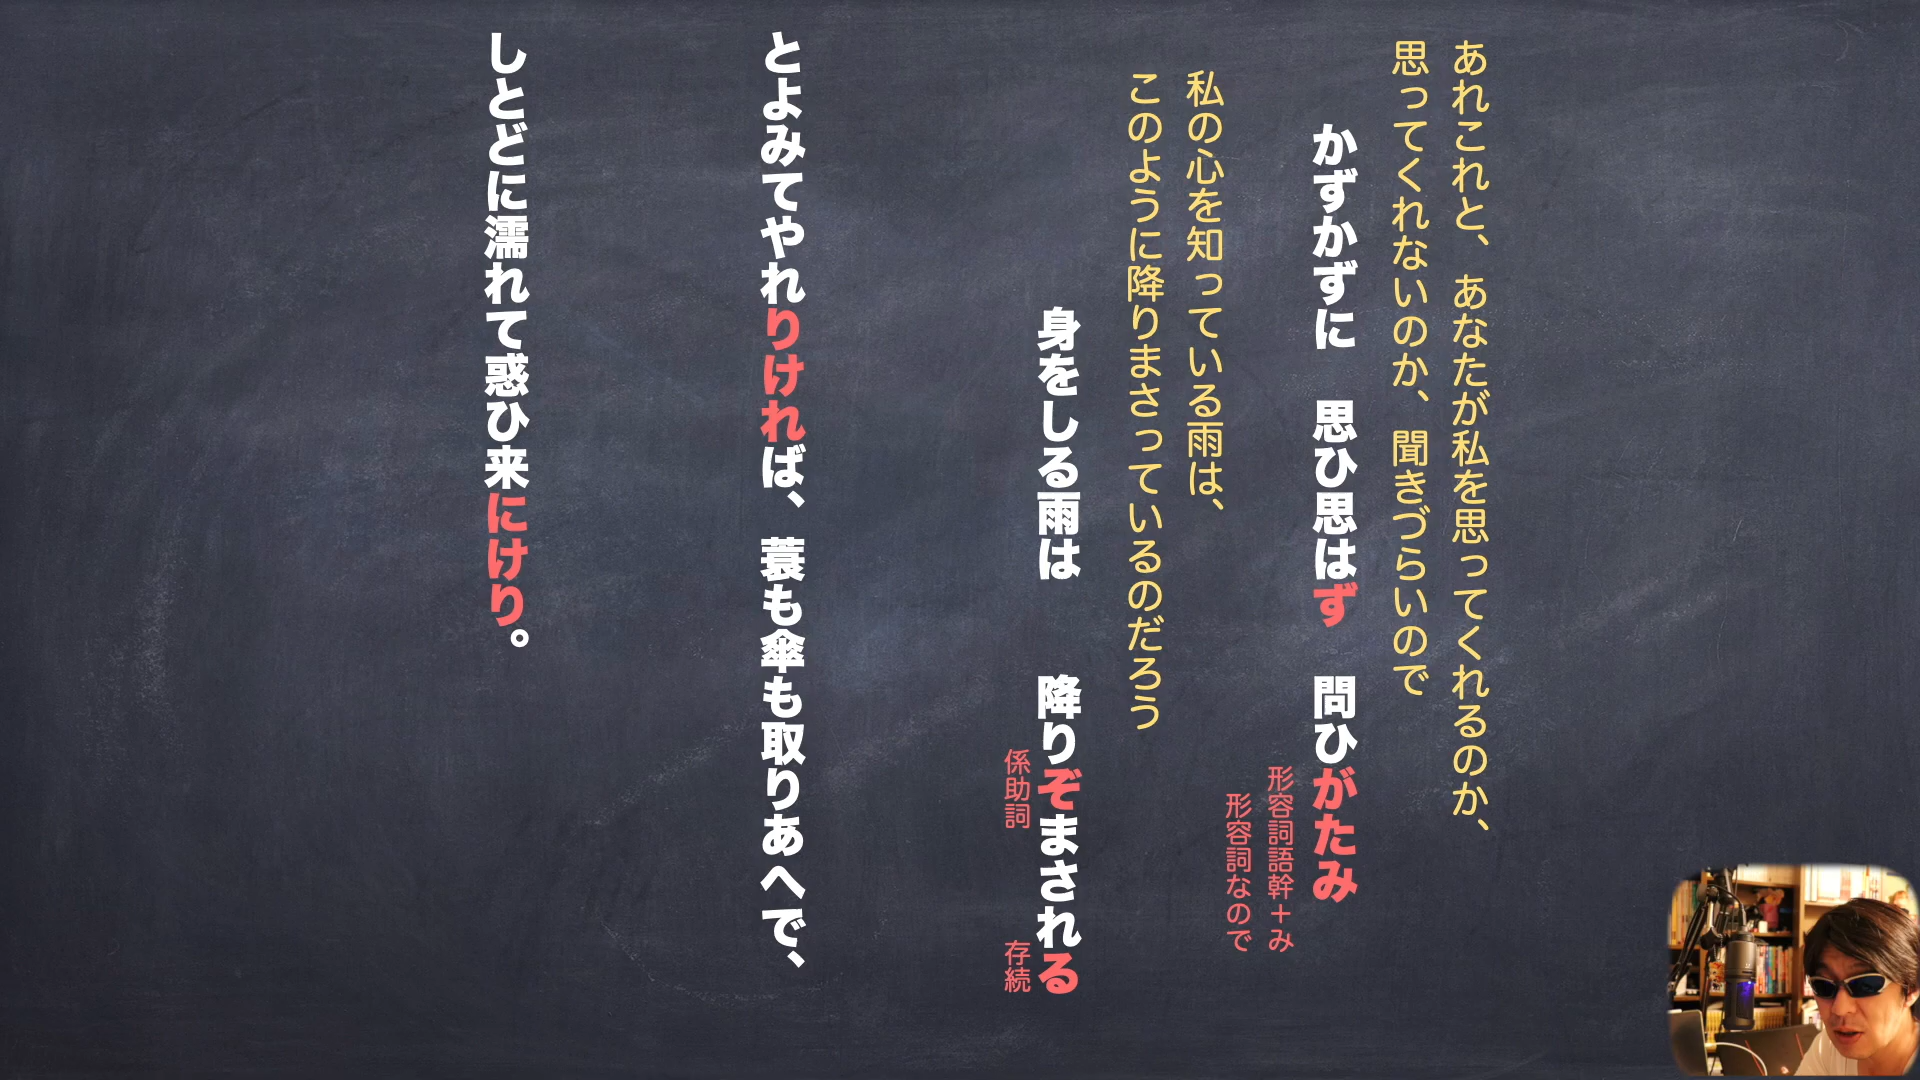 あれこれと、あなたが私を思ってくれるのか、
思ってくれないのか、聞きづらいので
かずかずに　思ひ思はず　問ひがたみ
形容詞語幹＋み
形容詞なので
私の心を知っている雨は、
このように降りまさっているのだろう
身をしる雨は　降りぞまされる
係助詞
存続
とよみてやれりければ、蓑も傘も取りあへで、
しとどに濡れて惑ひ来にけり。